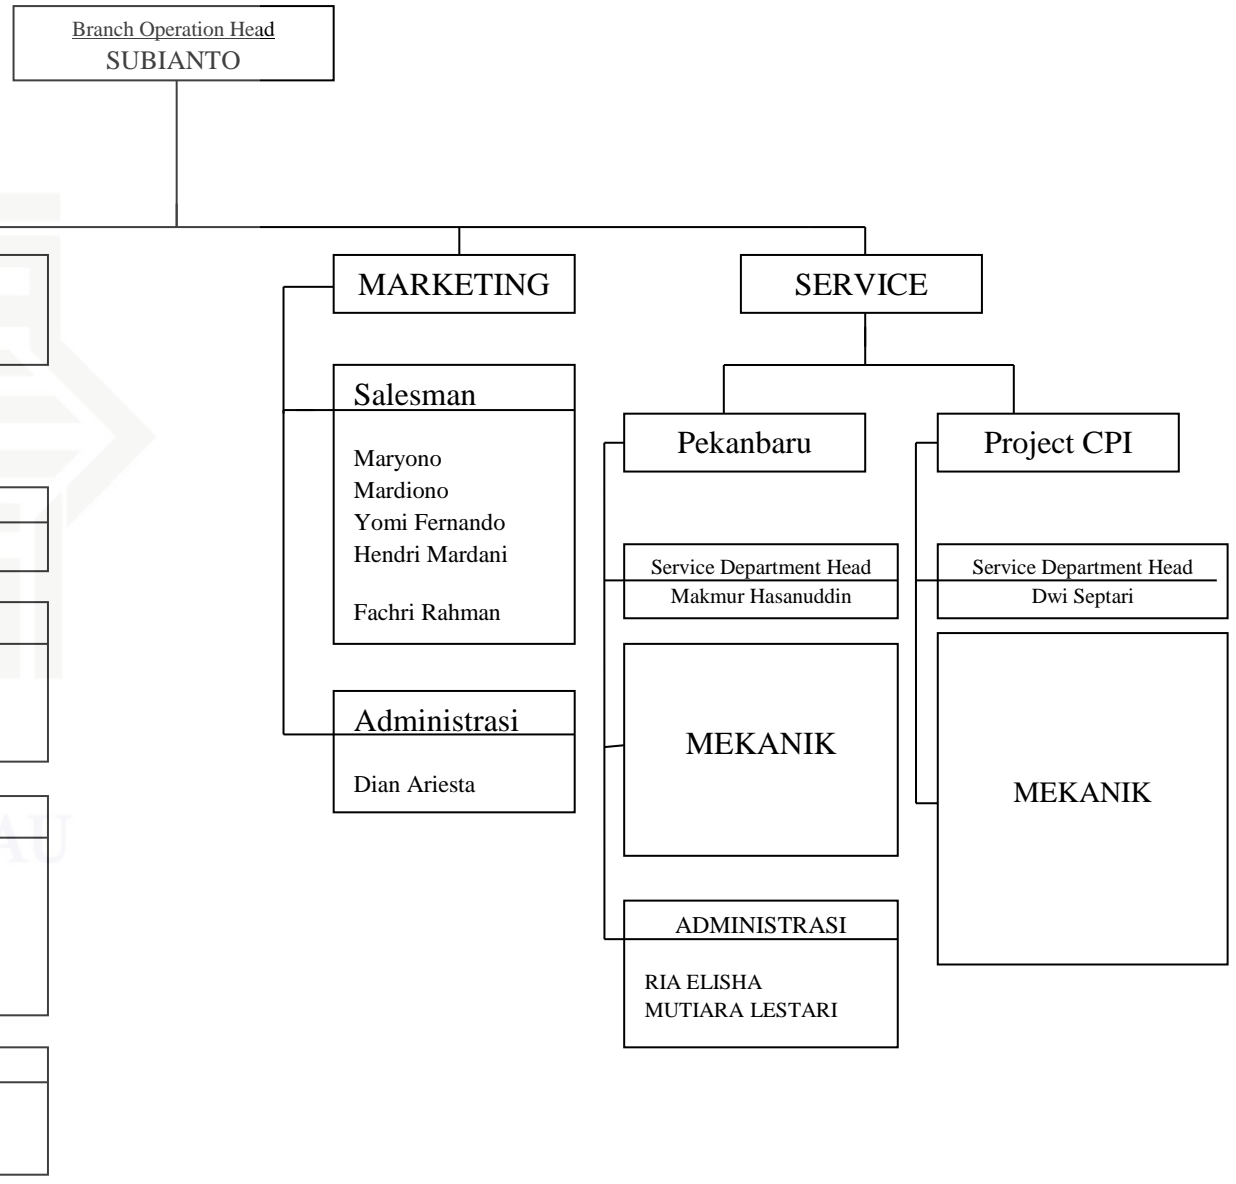 Branch Operation Head
SUBIANTO
MARKETING
SERVICE
Salesman
Maryono
Mardiono
Yomi Fernando
Hendri Mardani
Fachri Rahman
Administrasi
Dian Ariesta
Pekanbaru
Service Department Head
Makmur Hasanuddin
MEKANIK
ADMINISTRASI
RIA ELISHA
MUTIARA LESTARI
Project CPI
Service Department Head
Dwi Septari
MEKANIK
AU